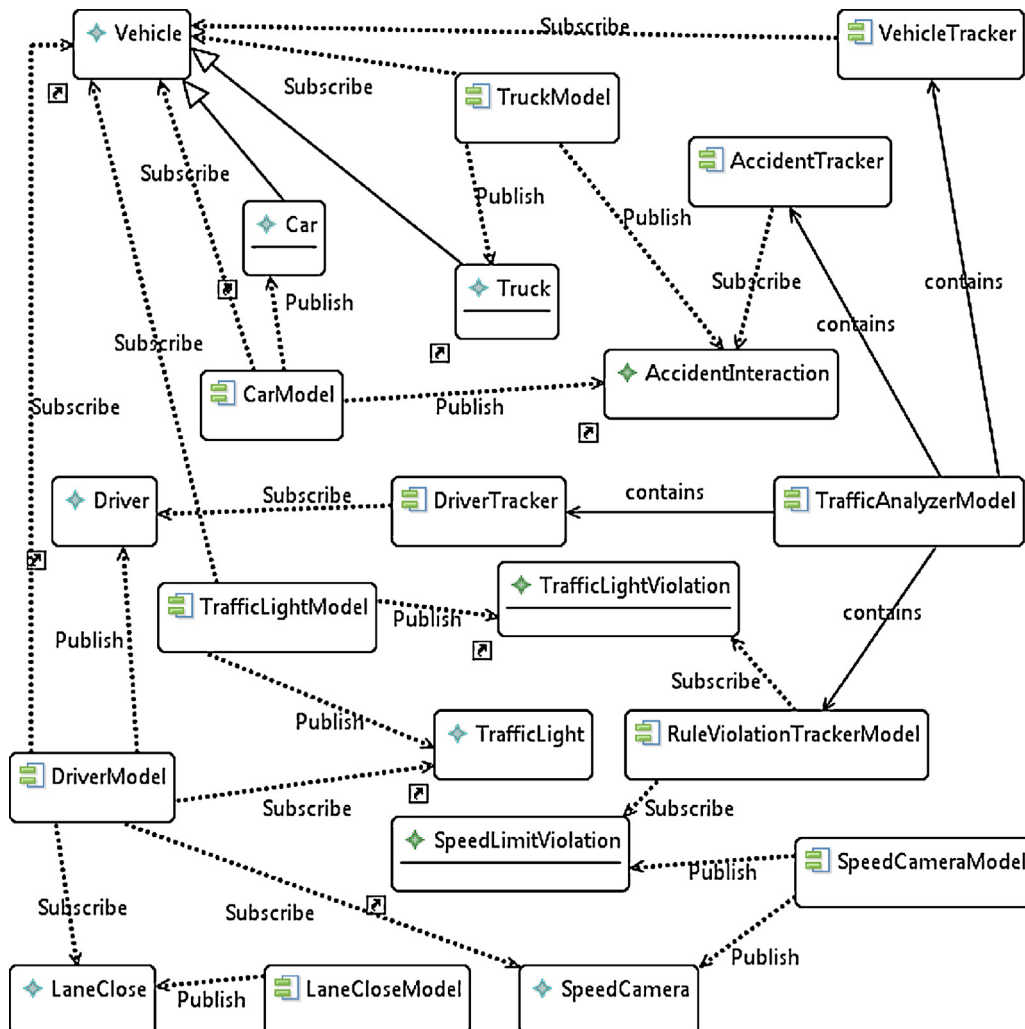 Vehicle
Subscribe
VehicleTracker
Subscribe
TruckModel
AccidentTracker
Subscribe
Publish
Publish
Car
Subscribe
Truck
contains
Publish
contains
Subscribe
AccidentInteraction
CarModel
Publish
Subscribe
Driver
Subscribe
DriverTracker
contains
TrafficAnalyzerModel
TrafficLightViolation
TrafficLightModel
Publish
contains
Publish
Subscribe
Publish
TrafficLight
RuleViolationTrackerModel
DriverModel
Subscribe
Subscribe
SpeedLimitViolation
SpeedCameraModel
Publish
Subscribe
Subscribe
Publish
LaneClose
Publish
LaneCloseModel
SpeedCamera